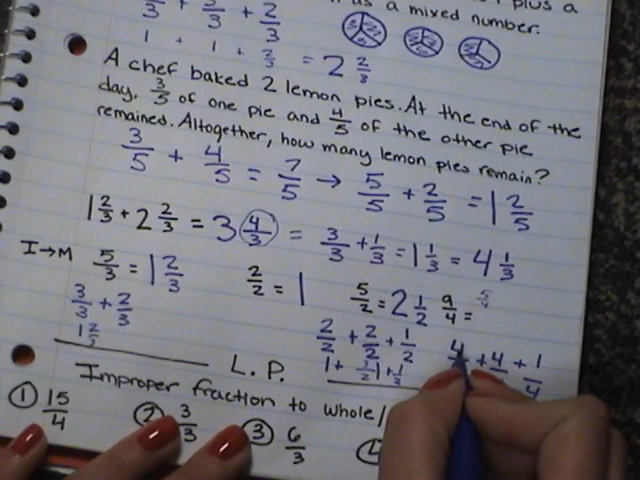 plus a
as a mixed number.
3/3 + 3/3 + 2/3
1 + 1 + 2/3 = 2 2/3
A chef baked 2 lemon pies. At the end of the
day, 3/5 of one pie and 4/5 of the other pie
remained. Altogether, how many lemon pies remain?
3/5 + 4/5 = 7/5 → 5/5 + 2/5 = 1 2/5
1 2/3 + 2 2/3 = 3 4/3 = 3/3 + 1/3 = 1 1/3 = 4 1/3
I→M 5/3 = 1 2/3 2/2 = 1 5/2 = 2 1/2 9/4 =
3/3 + 2/3 2/2 + 2/2 + 1/2 4 + 4 + 1/4
L.P.
Improper fraction to whole/
① 15/4 ② 3/3 ③ 6/3